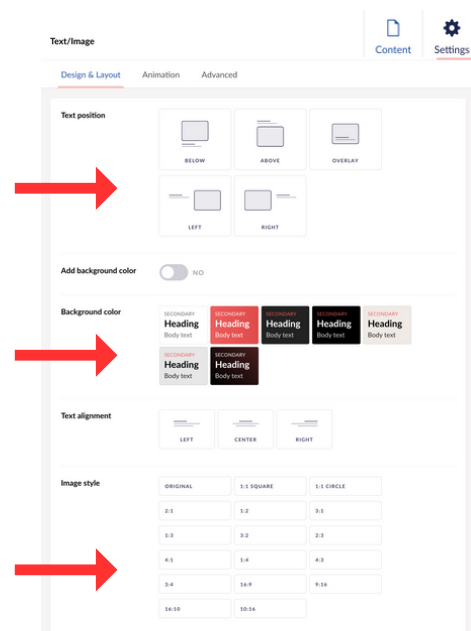 Text/Image
Content
Settings
Design & Layout
Animation
Advanced
Text position
BELOW
ABOVE
OVERLAY
LEFT
RIGHT
Add background color
NO
Background color
SECONDARY
Heading
Body text
SECONDARY
Heading
Body text
SECONDARY
Heading
Body text
SECONDARY
Heading
Body text
SECONDARY
Heading
Body text
SECONDARY
Heading
Body text
SECONDARY
Heading
Body text
Text alignment
LEFT
CENTER
RIGHT
Image style
ORIGINAL
1:1 SQUARE
1:1 CIRCLE
2:1
1:2
3:1
1:3
3:2
2:3
4:1
1:4
4:3
3:4
16:9
9:16
16:10
10:16